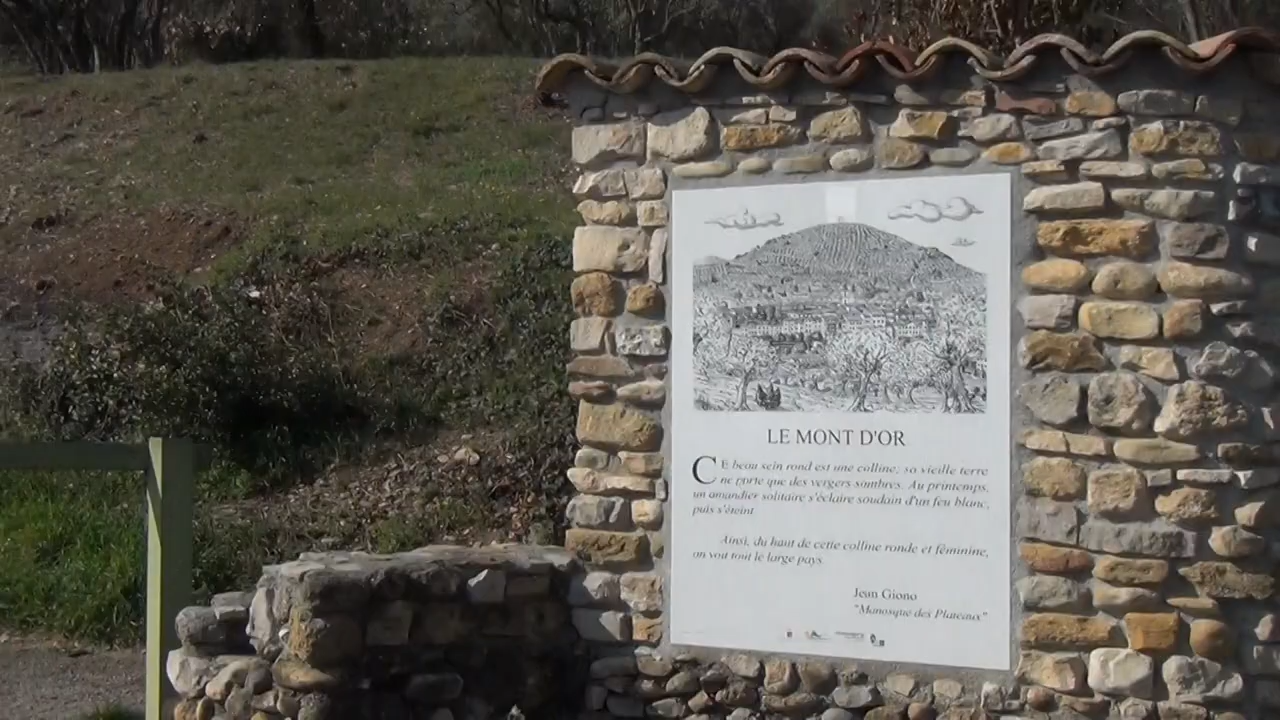 LE MONT D'OR
CE beau sein rond est une colline; sa vieille terre
ne porte que des vergers sombres. Au printemps,
un amandier solitaire s'éclaire soudain d'un feu blanc,
puis s'éteint.
Ainsi, du haut de cette colline ronde et féminine,
on voit tout le large pays.
Jean Giono
"Manosque des Plateaux"